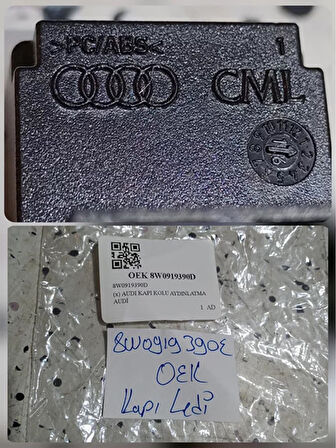 >PC/ABS<
1
CML
OEK 8W0919390D
8W0919390D
(x) AUDI KAPI KOLU AYDINLATMA
AUDİ
1 AD
8W0919390E
OEK
Kapı Ledi